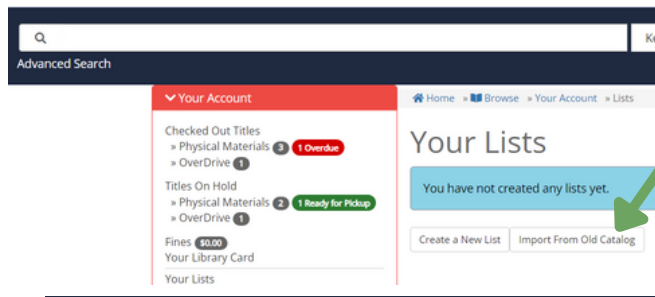 Advanced Search
Your Account
Checked Out Titles
» Physical Materials 3 1 Overdue
» OverDrive 1
Titles On Hold
» Physical Materials 2 1 Ready for Pickup
» OverDrive 1
Fines $0.00
Your Library Card
Your Lists
Home » Browse » Your Account » Lists
Your Lists
You have not created any lists yet.
Create a New List Import From Old Catalog